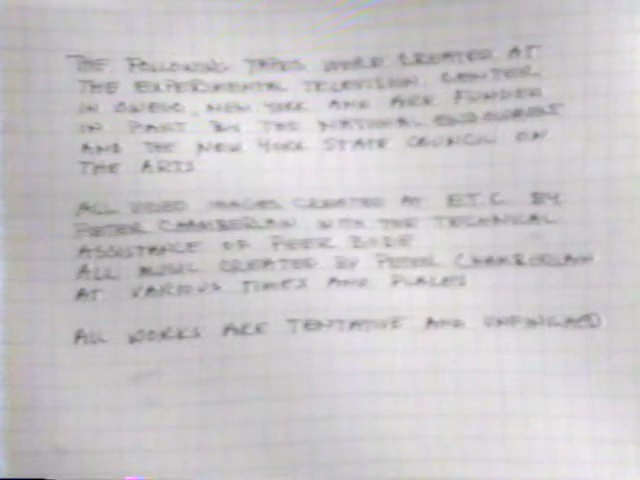 THE FOLLOWING TAPES WERE CREATED AT
THE EXPERIMENTAL TELEVISION CENTER
IN OWEGO, NEW YORK AND ARE FUNDED
IN PART BY THE NATIONAL ENDOWMENT
AND THE NEW YORK STATE COUNCIL ON
THE ARTS
ALL VIDEO IMAGES CREATED AT E.T.C. BY
PETER CHAMBERLAIN WITH THE TECHNICAL
ASSISTANCE OF PEER BODE
ALL MUSIC CREATED BY PETER CHAMBERLAIN
AT VARIOUS TIMES AND PLACES
ALL WORKS ARE TENTATIVE AND UNFINISHED